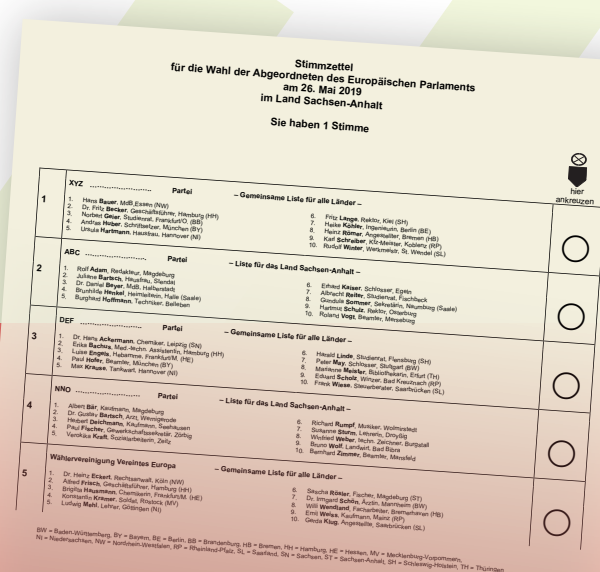 Stimmzettel
für die Wahl der Abgeordneten des Europäischen Parlaments
am 26. Mai 2019
im Land Sachsen-Anhalt
Sie haben 1 Stimme
hier
ankreuzen
1
XYZ ........................ Partei – Gemeinsame Liste für alle Länder –
1. Hans Bauer, MdB, Essen (NW)
2. Dr. Fritz Becker, Geschäftsführer, Hamburg (HH)
3. Norbert Geier, Studienrat, Frankfurt/O. (BB)
4. Andras Huber, Schriftsetzer, München (BY)
5. Ursula Hartmann, Hausfrau, Hannover (NI)
6. Fritz Lange, Rektor, Kiel (SH)
7. Heike Köhler, Ingenieurin, Berlin (BE)
8. Heinz Römer, Angestellter, Bremen (HB)
9. Karl Schreiber, Kfz-Meister, Koblenz (RP)
10. Rudolf Winter, Werkmeister, St. Wendel (SL)
2
ABC ........................ Partei – Liste für das Land Sachsen-Anhalt –
1. Rolf Adam, Redakteur, Magdeburg
2. Juliane Bartsch, Hausfrau, Stendal
3. Dr. Daniel Beyer, MdB, Halberstadt
4. Brunhilde Henkel, Heimleiterin, Halle (Saale)
5. Burghard Hoffmann, Techniker, Belleben
6. Erhard Kaiser, Schlosser, Egeln
7. Albrecht Reiter, Studienrat, Fischbeck
8. Gundula Sommer, Sekretärin, Naumburg (Saale)
9. Hartmut Scholz, Rektor, Osterburg
10. Roland Vogt, Beamter, Merseburg
3
DEF ........................ Partei – Gemeinsame Liste für alle Länder –
1. Dr. Hans Ackermann, Chemiker, Leipzig (SN)
2. Erika Bachus, Med.-techn. Assistentin, Hamburg (HH)
3. Luise Engels, Hebamme, Frankfurt/M. (HE)
4. Paul Hofer, Beamter, München (BY)
5. Max Krause, Tankwart, Hannover (NI)
6. Harald Linde, Studienrat, Flensburg (SH)
7. Peter May, Schlosser, Stuttgart (BW)
8. Marianne Meister, Bibliothekarin, Erfurt (TH)
9. Eduard Scholz, Winzer, Bad Kreuznach (RP)
10. Frank Wiese, Steuerberater, Saarbrücken (SL)
4
NNO ........................ Partei – Liste für das Land Sachsen-Anhalt –
1. Albert Bär, Kaufmann, Magdeburg
2. Dr. Gustav Bartsch, Arzt, Wernigerode
3. Herbert Deichmann, Kaufmann, Seehausen
4. Paul Fischer, Gewerkschaftssekretär, Zörbig
5. Veronika Kraft, Sozialarbeiterin, Zeitz
6. Richard Rumpf, Musiker, Wolmirstedt
7. Susanne Sturm, Lehrerin, Droyßig
8. Winfried Weber, techn. Zeichner, Burgstall
9. Bruno Wolf, Landwirt, Bad Bibra
10. Bernhard Zimmer, Beamter, Mansfeld
5
Wählervereinigung Vereintes Europa – Gemeinsame Liste für alle Länder –
1. Dr. Heinz Eckert, Rechtsanwalt, Köln (NW)
2. Alfred Frisch, Geschäftsführer, Hamburg (HH)
3. Brigitta Hausmann, Chemikerin, Frankfurt/M. (HE)
4. Konstantin Kramer, Soldat, Rostock (MV)
5. Ludwig Mehl, Lehrer, Göttingen (NI)
6. Sascha Rösler, Fischer, Magdeburg (ST)
7. Dr. Irmgard Schön, Ärztin, Mannheim (BW)
8. Willi Wendland, Facharbeiter, Bremerhaven (HB)
9. Emil Weiss, Kaufmann, Mainz (RP)
10. Gerda Klug, Angestellte, Saarbrücken (SL)
BW = Baden-Württemberg, BY = Bayern, BE = Berlin, BB = Brandenburg, HB = Bremen, HH = Hamburg, HE = Hessen, MV = Mecklenburg-Vorpommern,
NI = Niedersachsen, NW = Nordrhein-Westfalen, RP = Rheinland-Pfalz, SL = Saarland, SN = Sachsen, ST = Sachsen-Anhalt, SH = Schleswig-Holstein, TH = Thüringen